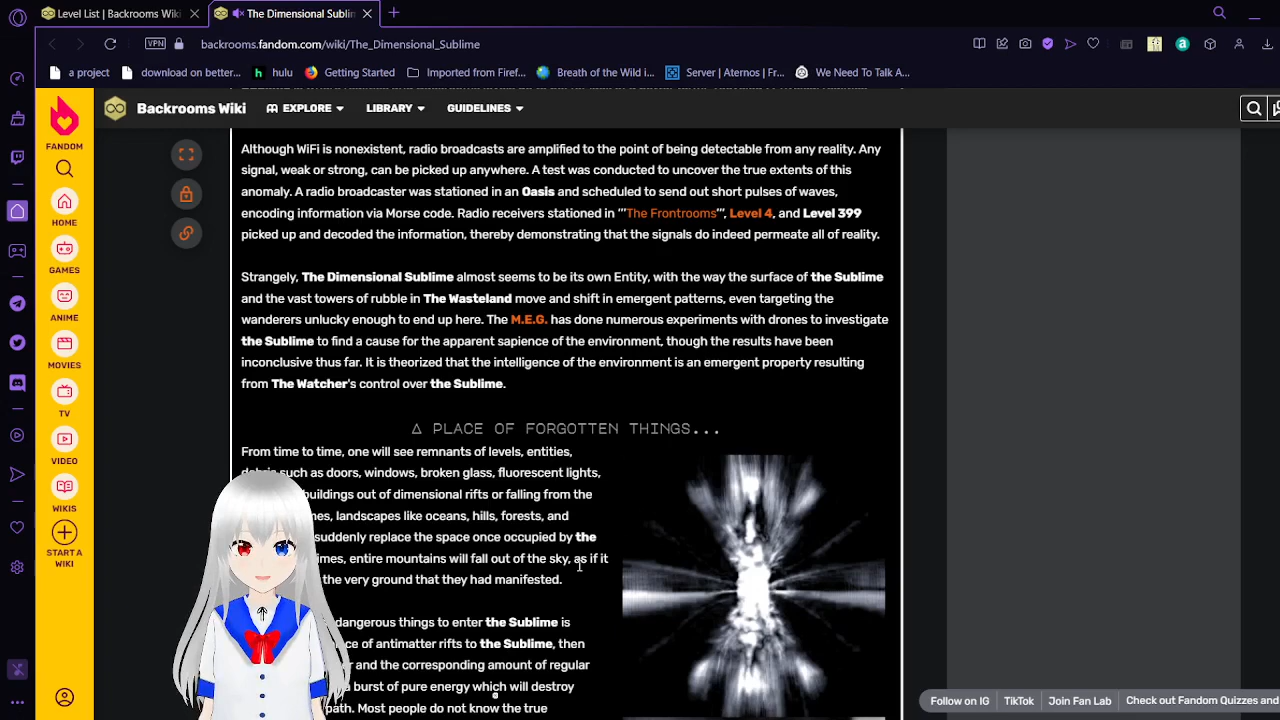 Level List | Backrooms Wiki
The Dimensional Sublim
VPN
backrooms.fandom.com/wiki/The_Dimensional_Sublime
a project
download on better...
hulu
Getting Started
Imported from Firef...
Breath of the Wild i...
Server | Aternos | Fr...
We Need To Talk A...
Backrooms Wiki
EXPLORE
LIBRARY
GUIDELINES
FANDOM
HOME
GAMES
ANIME
MOVIES
TV
VIDEO
WIKIS
START A
WIKI
Although WiFi is nonexistent, radio broadcasts are amplified to the point of being detectable from any reality. Any
signal, weak or strong, can be picked up anywhere. A test was conducted to uncover the true extents of this
anomaly. A radio broadcaster was stationed in an Oasis and scheduled to send out short pulses of waves,
encoding information via Morse code. Radio receivers stationed in '"The Frontrooms"', Level 4, and Level 399
picked up and decoded the information, thereby demonstrating that the signals do indeed permeate all of reality.
Strangely, The Dimensional Sublime almost seems to be its own Entity, with the way the surface of the Sublime
and the vast towers of rubble in The Wasteland move and shift in emergent patterns, even targeting the
wanderers unlucky enough to end up here. The M.E.G. has done numerous experiments with drones to investigate
the Sublime to find a cause for the apparent sapience of the environment, though the results have been
inconclusive thus far. It is theorized that the intelligence of the environment is an emergent property resulting
from The Watcher's control over the Sublime.
Δ PLACE OF FORGOTTEN THINGS...
From time to time, one will see remnants of levels, entities,
debris such as doors, windows, broken glass, fluorescent lights,
buildings out of dimensional rifts or falling from the
landscapes like oceans, hills, forests, and
suddenly replace the space once occupied by the
entire mountains will fall out of the sky, as if it
the very ground that they had manifested.
dangerous things to enter the Sublime is
of antimatter rifts to the Sublime, then
and the corresponding amount of regular
a burst of pure energy which will destroy
path. Most people do not know the true
Follow on IG
TikTok
Join Fan Lab
Check out Fandom Quizzes and